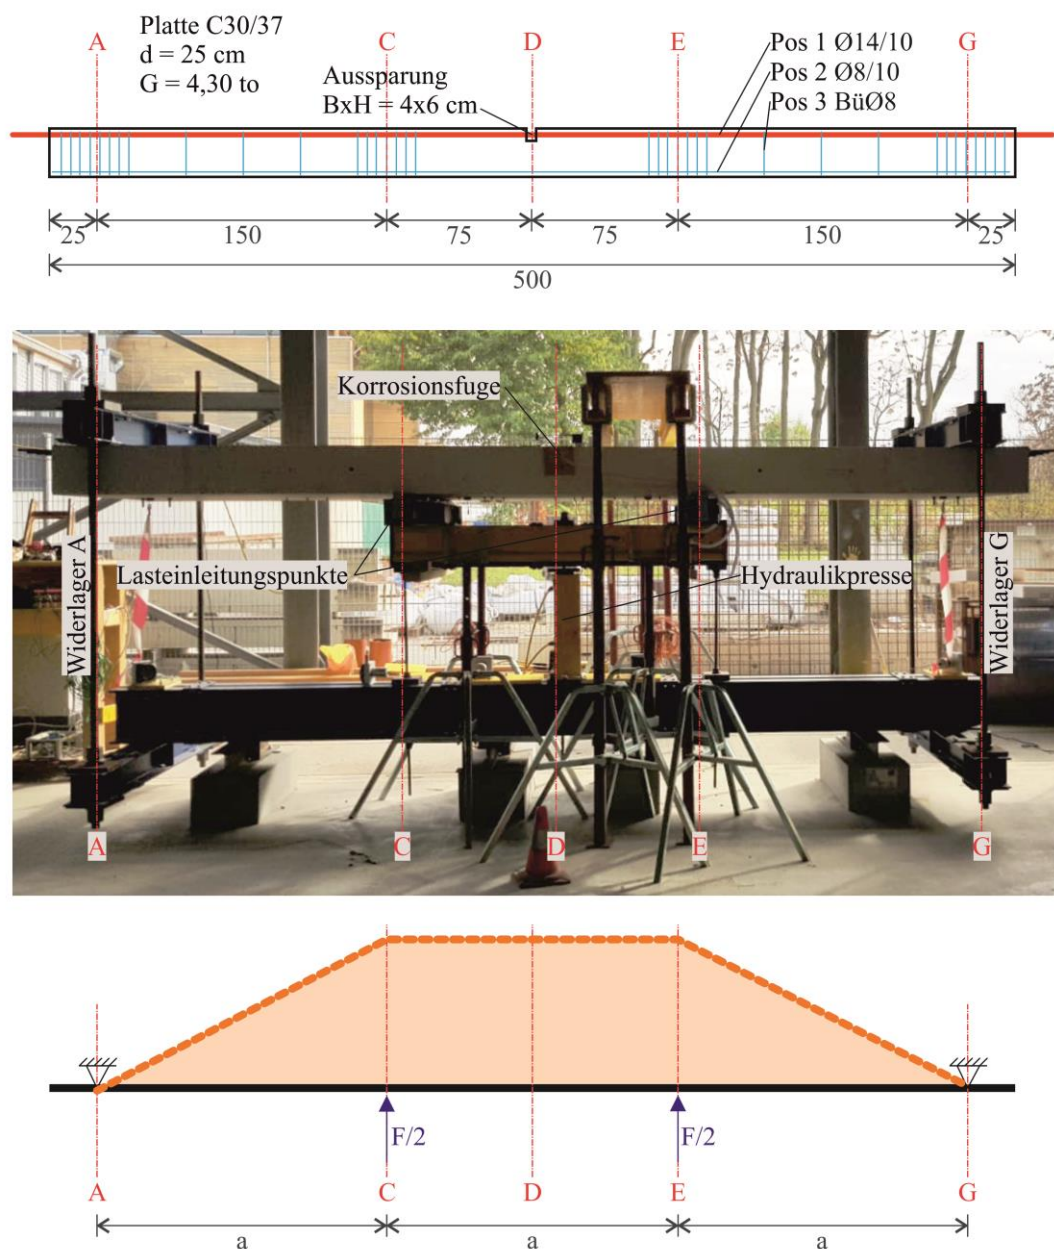 Platte C30/37
d = 25 cm
G = 4,30 to
A
C
D
E
G
Aussparung
BxH = 4x6 cm
Pos 1 Ø14/10
Pos 2 Ø8/10
Pos 3 BüØ8
25
150
75
75
150
25
500
Korrosionsfuge
Widerlager A
Lasteinleitungspunkte
Hydraulikpresse
Widerlager G
A
C
D
E
G
F/2
F/2
A
C
D
E
G
a
a
a